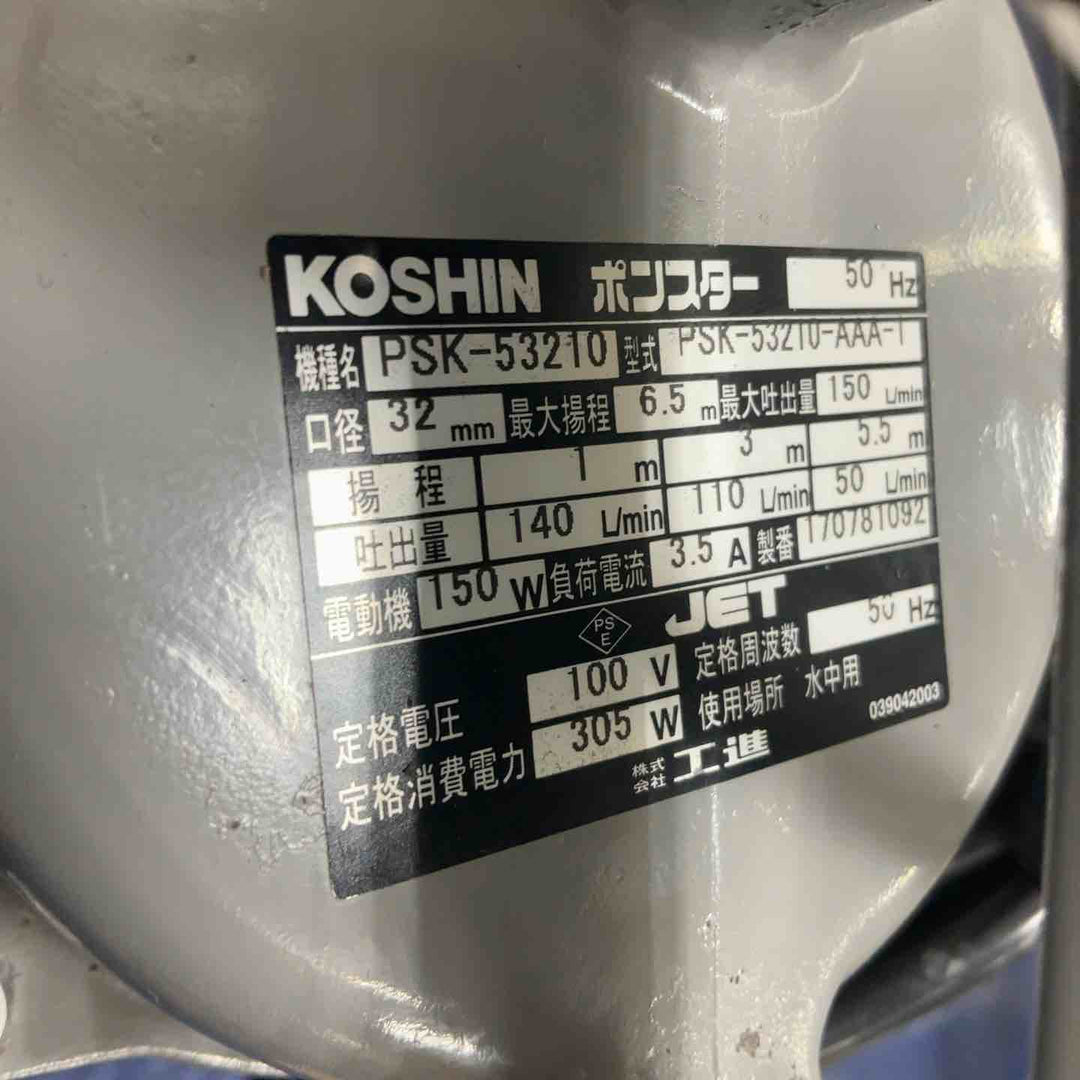 KOSHIN ポンスター 50 Hz
機種名 PSK-53210 型式 PSK-53210-AAA-1
口径 32 mm 最大揚程 6.5 m 最大吐出量 150 L/min
揚程 1 m 3 m 5.5 m
吐出量 140 L/min 110 L/min 50 L/min
電動機 150 W 負荷電流 3.5 A 製番 170781092
PS E JET
定格電圧 100 V 定格周波数 50 Hz
定格消費電力 305 W 使用場所 水中用
株式会社 工進 039042003